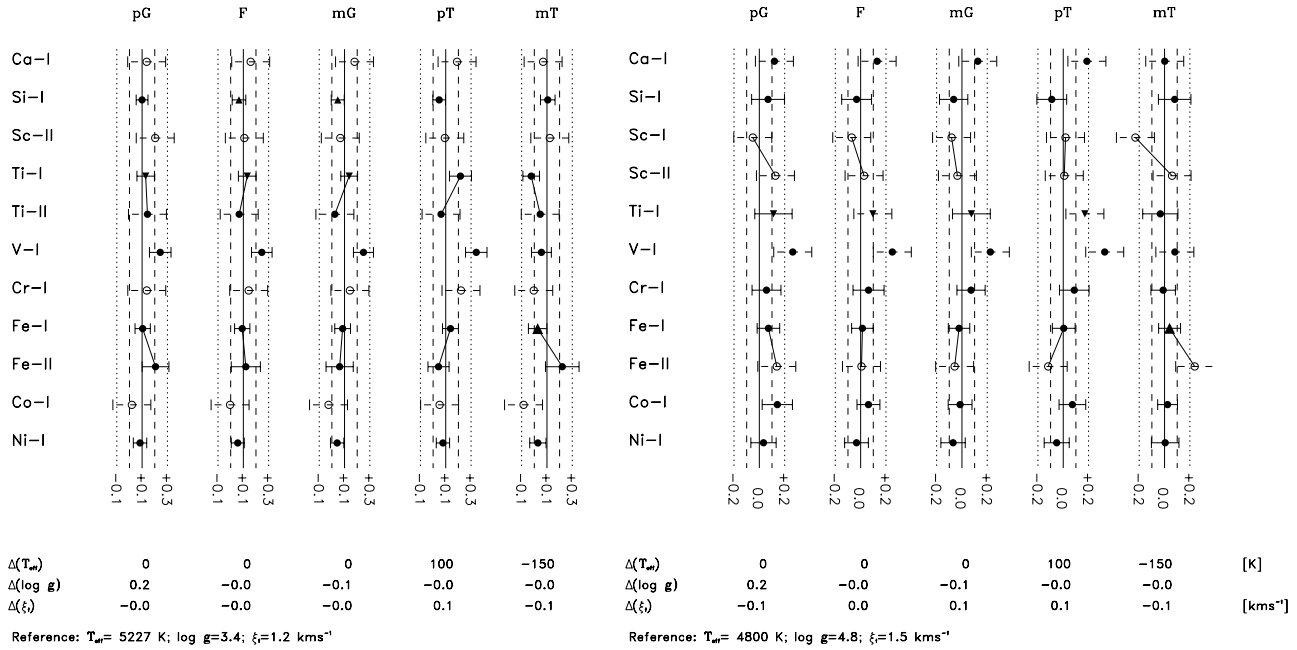 pG F mG pT mT
Ca-I
Si-I
Sc-II
Ti-I
Ti-II
V-I
Cr-I
Fe-I
Fe-II
Co-I
Ni-I
-0.1 +0.1 +0.3 -0.1 +0.1 +0.3 -0.1 +0.1 +0.3 -0.1 +0.1 +0.3 -0.1 +0.1 +0.3
Δ(Teff) 0 0 0 100 -150
Δ(log g) 0.2 -0.0 -0.1 -0.0 -0.0
Δ(ξt) -0.0 -0.0 -0.0 0.1 -0.1
Reference: Teff= 5227 K; log g=3.4; ξt=1.2 kms⁻¹
pG F mG pT mT
Ca-I
Si-I
Sc-I
Sc-II
Ti-I
V-I
Cr-I
Fe-I
Fe-II
Co-I
Ni-I
-0.2 0.0 +0.2 -0.2 0.0 +0.2 -0.2 0.0 +0.2 -0.2 0.0 +0.2 -0.2 0.0 +0.2
Δ(Teff) 0 0 0 100 -150 [K]
Δ(log g) 0.2 -0.0 -0.1 -0.0 -0.0
Δ(ξt) -0.1 0.0 0.1 0.1 -0.1 [kms⁻¹]
Reference: Teff= 4800 K; log g=4.8; ξt=1.5 kms⁻¹